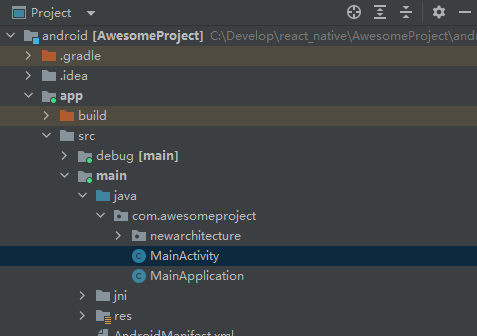 Project
android [AwesomeProject] C:\Develop\react_native\AwesomeProject\and
.gradle
.idea
app
build
src
debug [main]
main
java
com.awesomeproject
newarchitecture
MainActivity
MainApplication
jni
res
AndroidManifest.xml